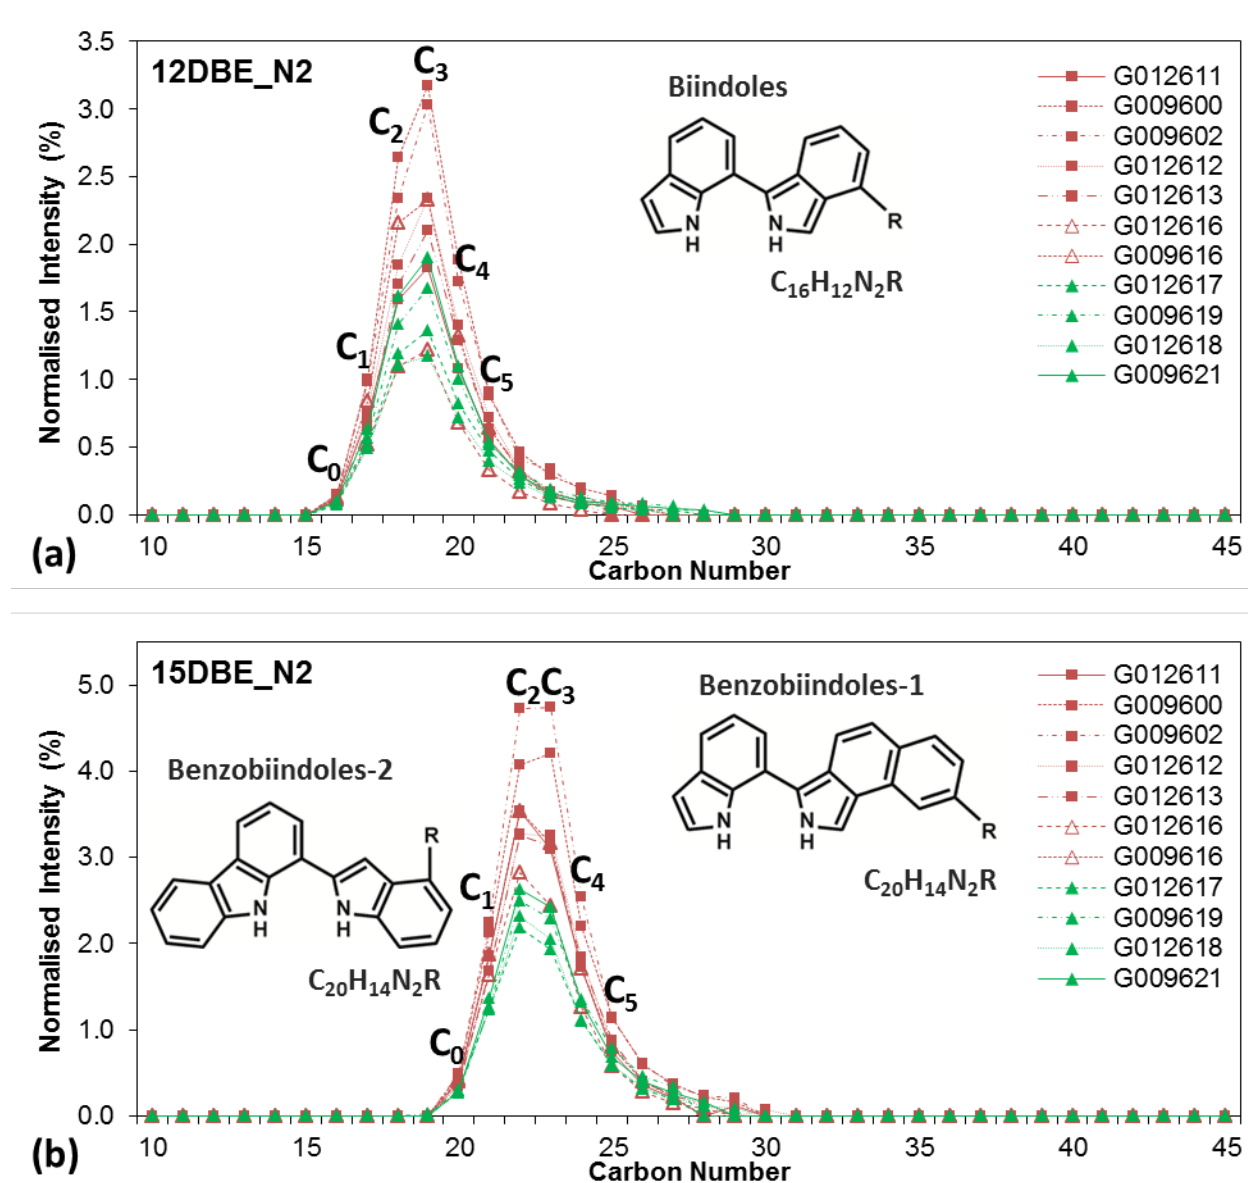 12DBE_N2
Normalised Intensity (%)
3.5
3.0
2.5
2.0
1.5
1.0
0.5
0.0
C₀
C₁
C₂
C₃
C₄
C₅
Biindoles
N
H
N
H
R
C₁₆H₁₂N₂R
G012611
G009600
G009602
G012612
G012613
G012616
G009616
G012617
G009619
G012618
G009621
10 15 20 25 30 35 40 45
Carbon Number
(a)
15DBE_N2
Normalised Intensity (%)
5.0
4.0
3.0
2.0
1.0
0.0
C₀
C₁
C₂C₃
C₄
C₅
Benzobiindoles-2
R
N
H
N
H
C₂₀H₁₄N₂R
Benzobiindoles-1
N
H
N
H
R
C₂₀H₁₄N₂R
G012611
G009600
G009602
G012612
G012613
G012616
G009616
G012617
G009619
G012618
G009621
10 15 20 25 30 35 40 45
Carbon Number
(b)